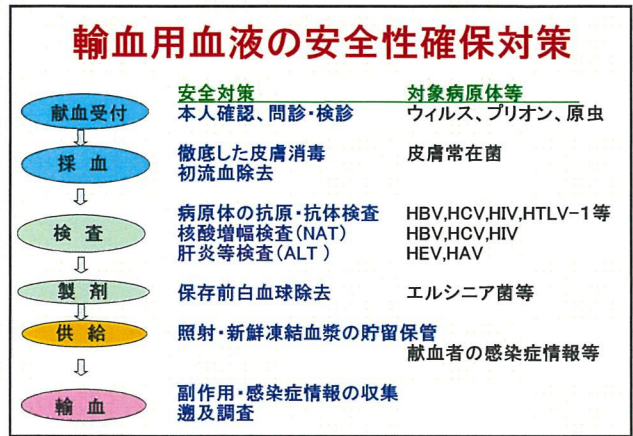 輸血用血液の安全性確保対策
安全対策 対象病原体等
献血受付 本人確認、問診・検診 ウィルス、プリオン、原虫
採血 徹底した皮膚消毒 皮膚常在菌
初流血除去
病原体の抗原・抗体検査 HBV,HCV,HIV,HTLV-1等
検査 核酸増幅検査(NAT) HBV,HCV,HIV
肝炎等検査(ALT) HEV,HAV
製剤 保存前白血球除去 エルシニア菌等
供給 照射・新鮮凍結血漿の貯留保管
献血者の感染症情報等
副作用・感染症情報の収集
輸血
遡及調査